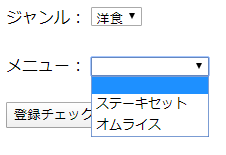 ジャンル： 洋食
メニュー：
ステーキセット
オムライス
登録チェック